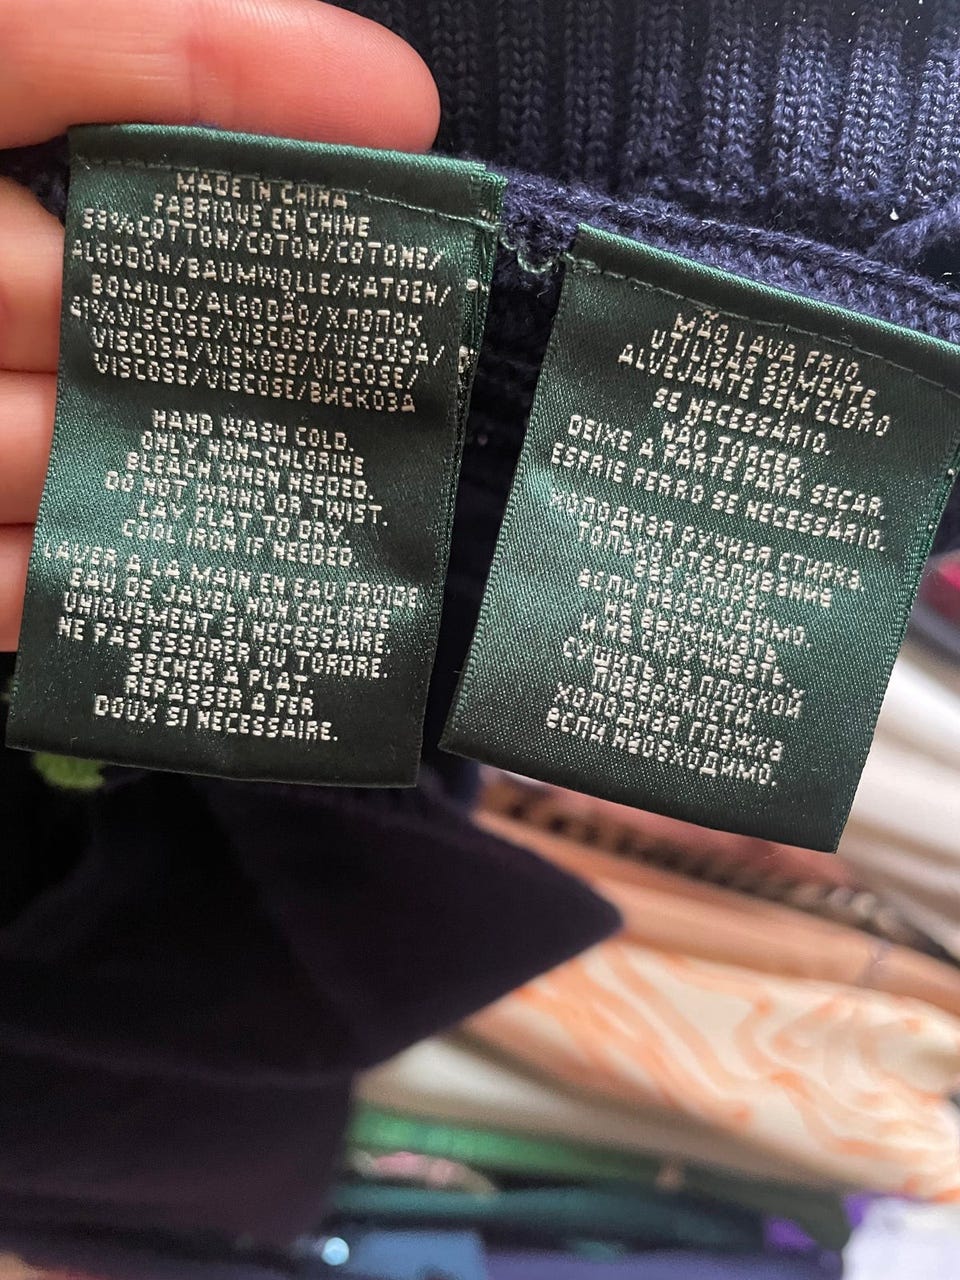 MADE IN CHINA
FABRIQUE EN CHINE
59%COTTON/COTON/COTONE/
ALGODÓN/BAUMWOLLE/KATOEN/
BOMULD/ALGODÃO/ХЛОПОК
41%VISCOSE/VISCOSE/VISCOSA/
VISCOSA/VISKOSE/VISCOSE/
VISCOSE/VISCOSE/ВИСКОЗА
HAND WASH COLD.
ONLY NON-CHLORINE
BLEACH WHEN NEEDED.
DO NOT WRING OR TWIST.
LAY FLAT TO DRY.
COOL IRON IF NEEDED.
LAVER A LA MAIN EN EAU FROIDE
EAU DE JAVEL NON CHLORÉE
UNIQUEMENT SI NECESSAIRE.
NE PAS ESSORER OU TORDRE.
SECHER A PLAT.
REPASSER A FER
DOUX SI NECESSAIRE.
MÃO LAVA FRIO.
UTILISAR SOMENTE
ALVEJANTE SEM CLORO
SE NECESSÁRIO.
NÃO TORCER.
DEIXE A PARTE PARA SECAR.
ESFRIE FERRO SE NECESSÁRIO.
ХОЛОДНАЯ РУЧНАЯ СТИРКА.
ТОЛЬКО ОТБЕЛИВАНИЕ
БЕЗ ХЛОРА.
ЕСЛИ НЕОБХОДИМО.
НЕ ВЫЖИМАТЬ
И НЕ ВЫКРУЧИВАТЬ.
СУШИТЬ НА ПЛОСКОЙ
ПОВЕРХНОСТИ.
ХОЛОДНАЯ ГЛАЖКА
ЕСЛИ НЕОБХОДИМО.